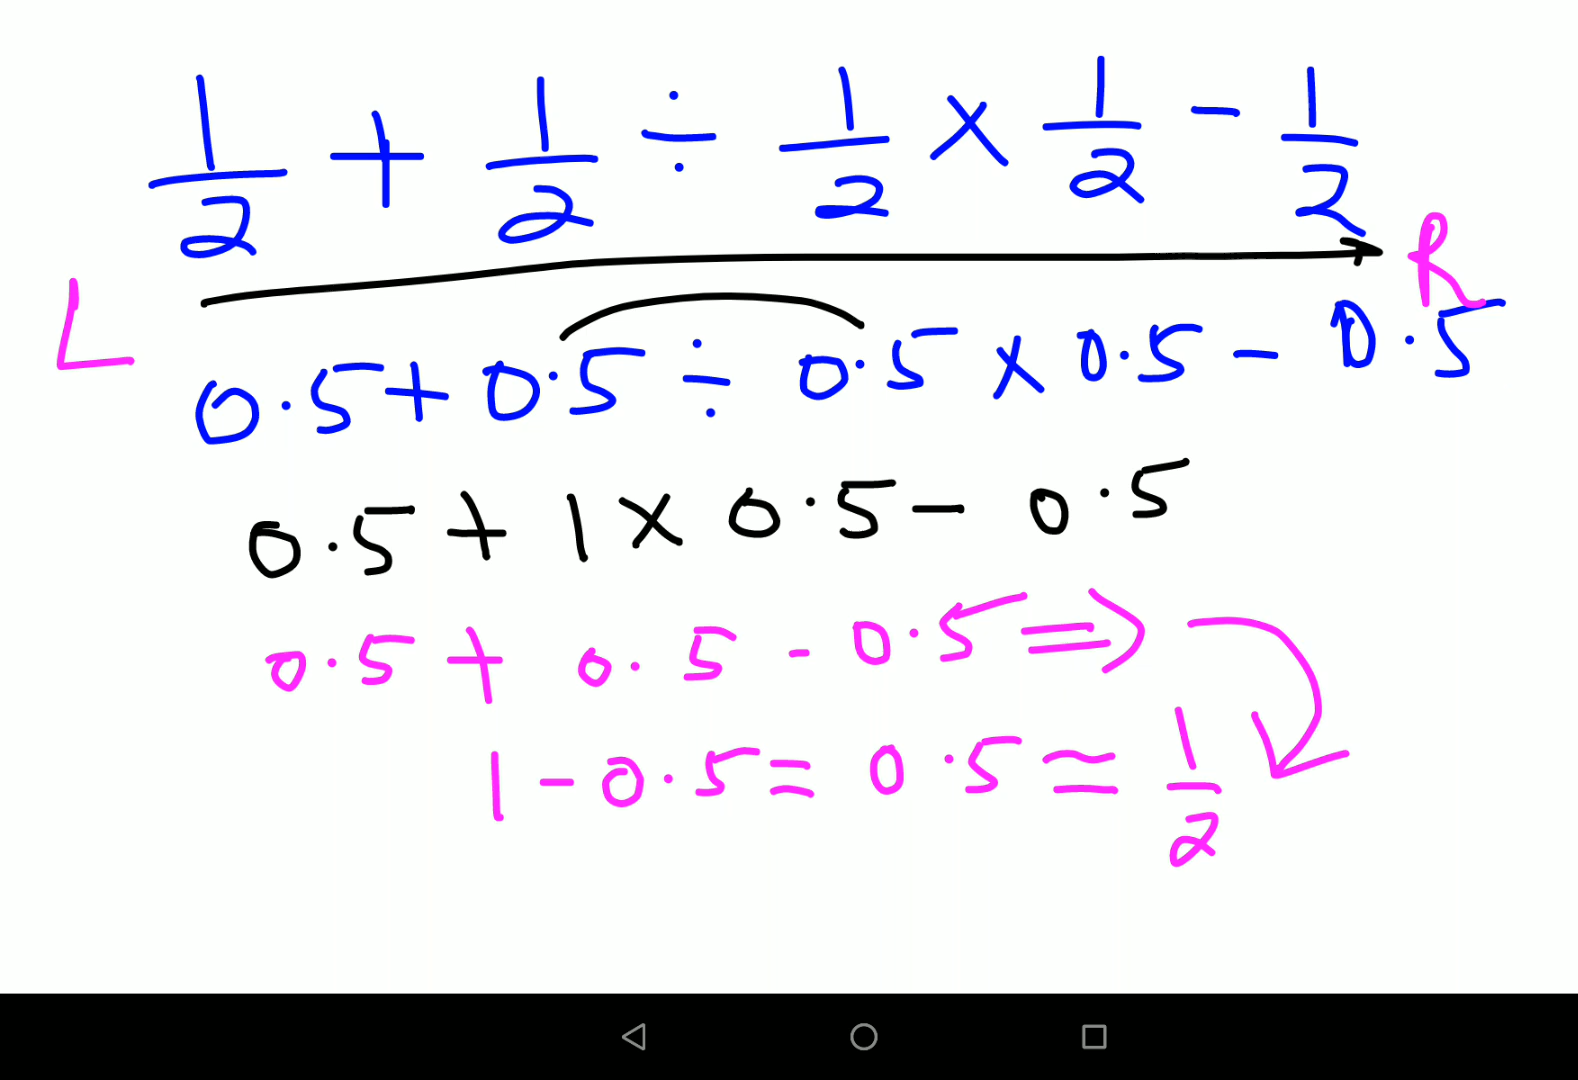 1/2 + 1/2 ÷ 1/2 × 1/2 - 1/2
L R
0.5 + 0.5 ÷ 0.5 × 0.5 - 0.5
0.5 + 1 × 0.5 - 0.5
0.5 + 0.5 - 0.5 ⇒
1 - 0.5 = 0.5 ≃ 1/2